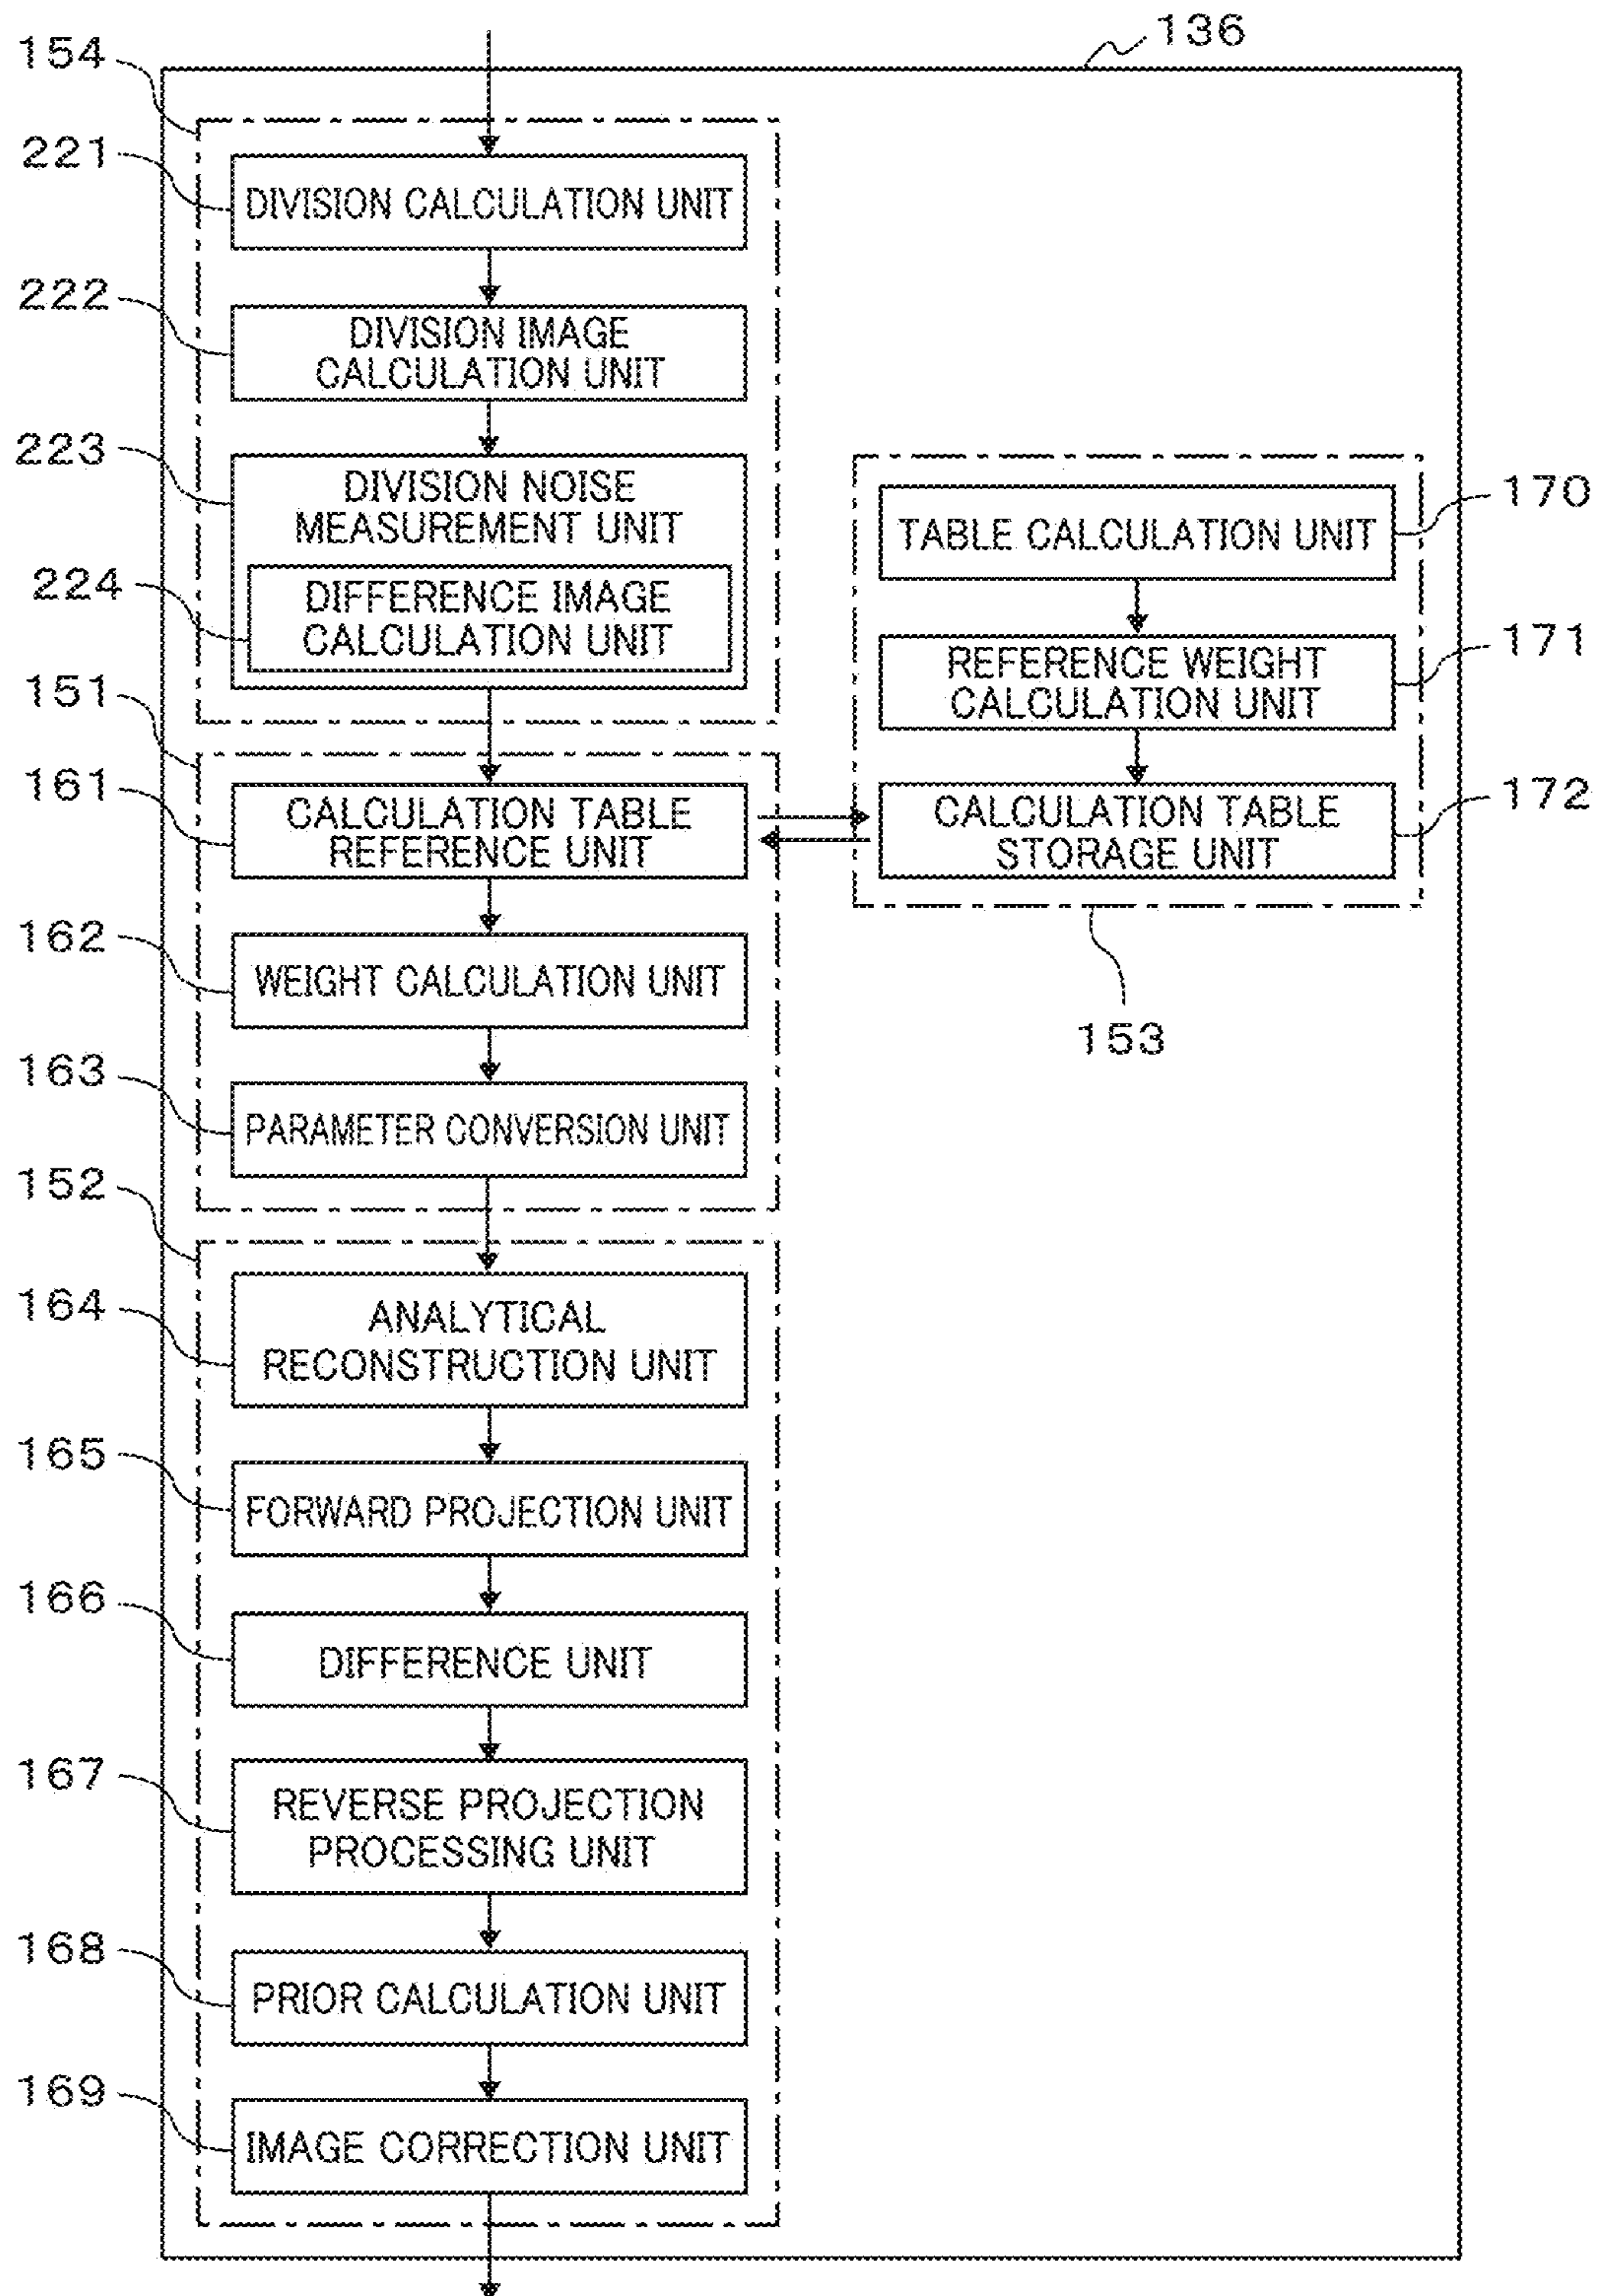 136
154
221
DIVISION CALCULATION UNIT
222
DIVISION IMAGE
CALCULATION UNIT
223
DIVISION NOISE
MEASUREMENT UNIT
224
DIFFERENCE IMAGE
CALCULATION UNIT
170
TABLE CALCULATION UNIT
171
REFERENCE WEIGHT
CALCULATION UNIT
172
CALCULATION TABLE
STORAGE UNIT
153
151
161
CALCULATION TABLE
REFERENCE UNIT
162
WEIGHT CALCULATION UNIT
163
PARAMETER CONVERSION UNIT
152
164
ANALYTICAL
RECONSTRUCTION UNIT
165
FORWARD PROJECTION UNIT
166
DIFFERENCE UNIT
167
REVERSE PROJECTION
PROCESSING UNIT
168
PRIOR CALCULATION UNIT
169
IMAGE CORRECTION UNIT